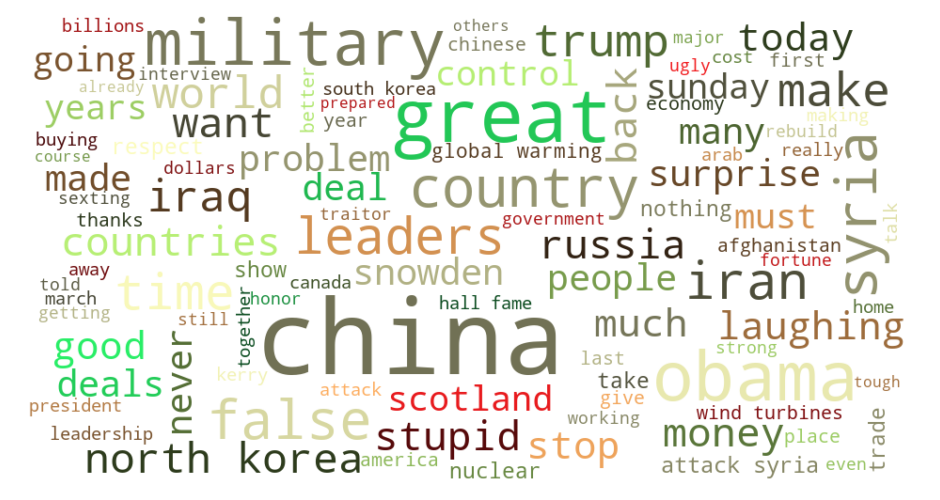 billions
others
military
chinese
trump
major
today
going
interview
ugly
cost
first
already
world
better
south korea
control
back
sunday
make
years
prepared
great
economy
making
want
year
many
rebuild
buying
respect
problem
global warming
arab
really
course
dollars
made
sexting
iraq
deal
country
surprise
syria
nothing
must
talk
thanks
traitor
government
countries
leaders
russia
afghanistan
fortune
away
show
snowden
people
iran
told
time
canada
march
honor
hall fame
home
getting
still
together
china
much
laughing
good
never
last
strong
deals
kerry
take
obama
tough
president
attack
scotland
give
false
working
wind turbines
leadership
stupid
stop
money
place
trade
north korea
america
nuclear
attack syria
even